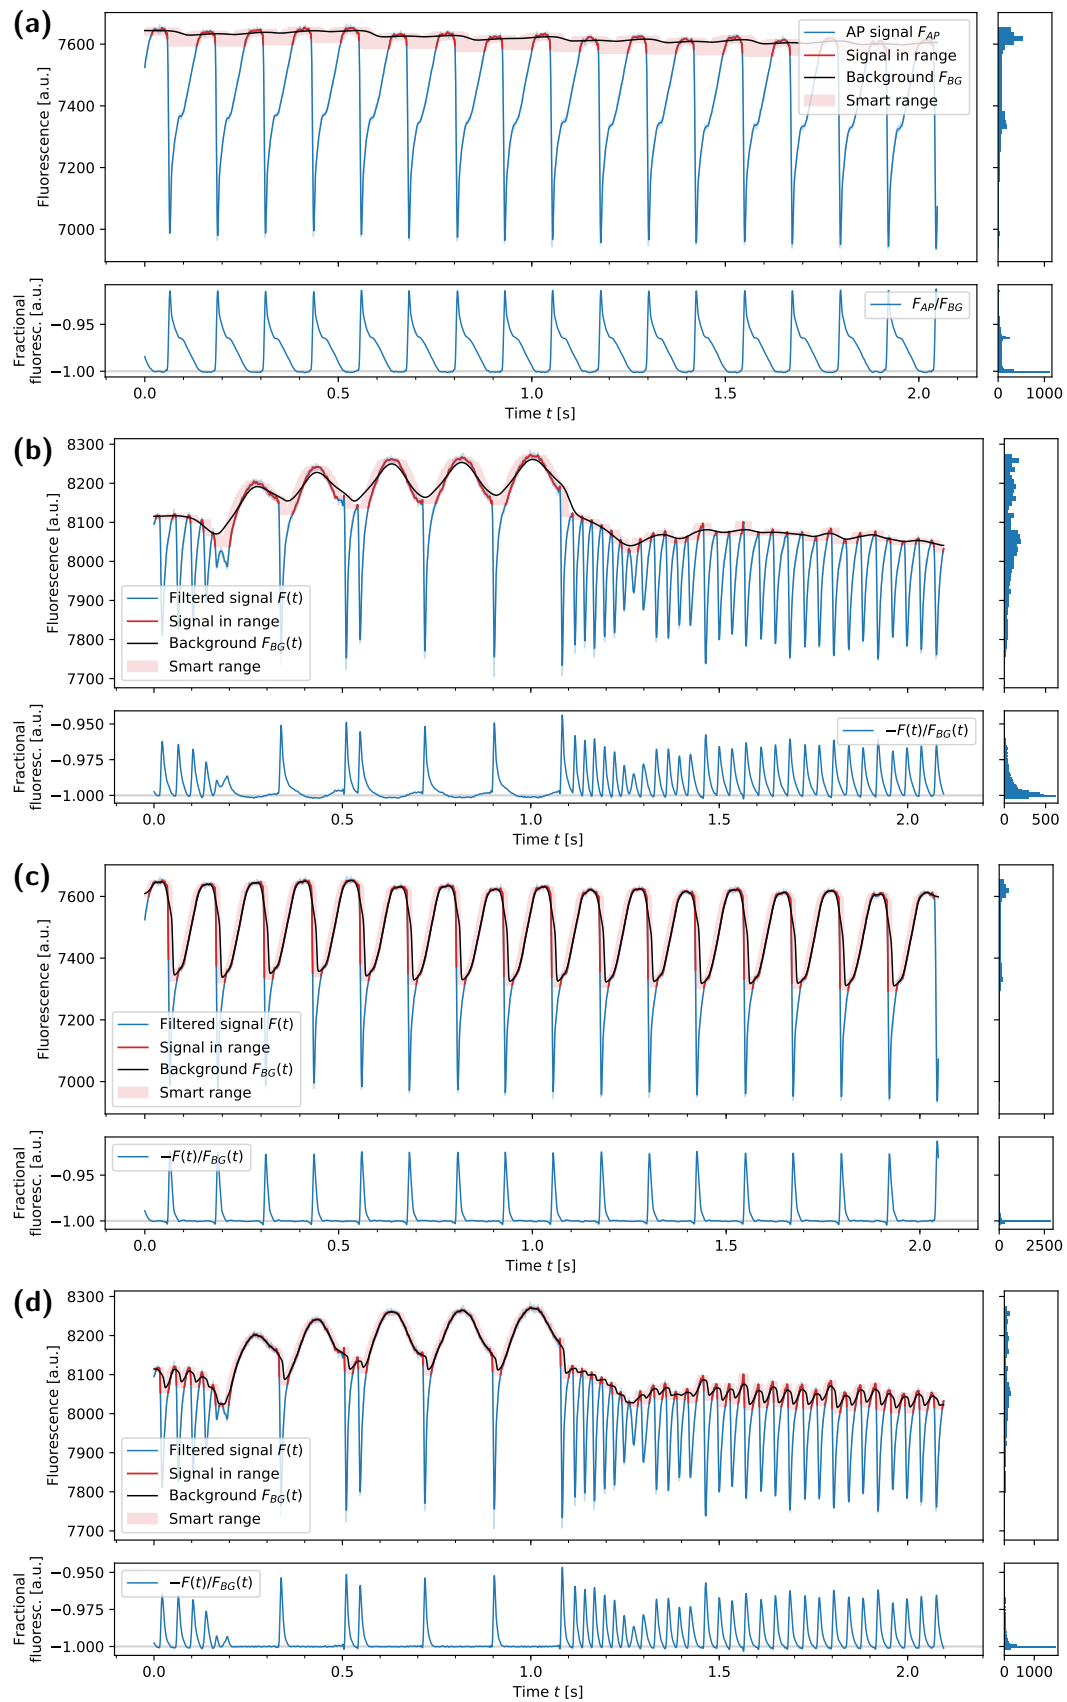 (a)
7600
7400
7200
7000
Fluorescence [a.u.]
AP signal F_AP
Signal in range
Background F_BG
Smart range
−0.95
−1.00
Fractional
fluoresc. [a.u.]
F_AP/F_BG
0.0 0.5 1.0 1.5 2.0
Time t [s]
0 1000
(b)
8300
8200
8100
8000
7900
7800
7700
Fluorescence [a.u.]
Filtered signal F(t)
Signal in range
Background F_BG(t)
Smart range
−0.950
−0.975
−1.000
Fractional
fluoresc. [a.u.]
−F(t)/F_BG(t)
0.0 0.5 1.0 1.5 2.0
Time t [s]
0 500
(c)
7600
7400
7200
7000
Fluorescence [a.u.]
Filtered signal F(t)
Signal in range
Background F_BG(t)
Smart range
−0.95
−1.00
Fractional
fluoresc. [a.u.]
−F(t)/F_BG(t)
0.0 0.5 1.0 1.5 2.0
Time t [s]
0 2500
(d)
8300
8200
8100
8000
7900
7800
7700
Fluorescence [a.u.]
Filtered signal F(t)
Signal in range
Background F_BG(t)
Smart range
−0.950
−0.975
−1.000
Fractional
fluoresc. [a.u.]
−F(t)/F_BG(t)
0.0 0.5 1.0 1.5 2.0
Time t [s]
0 1000